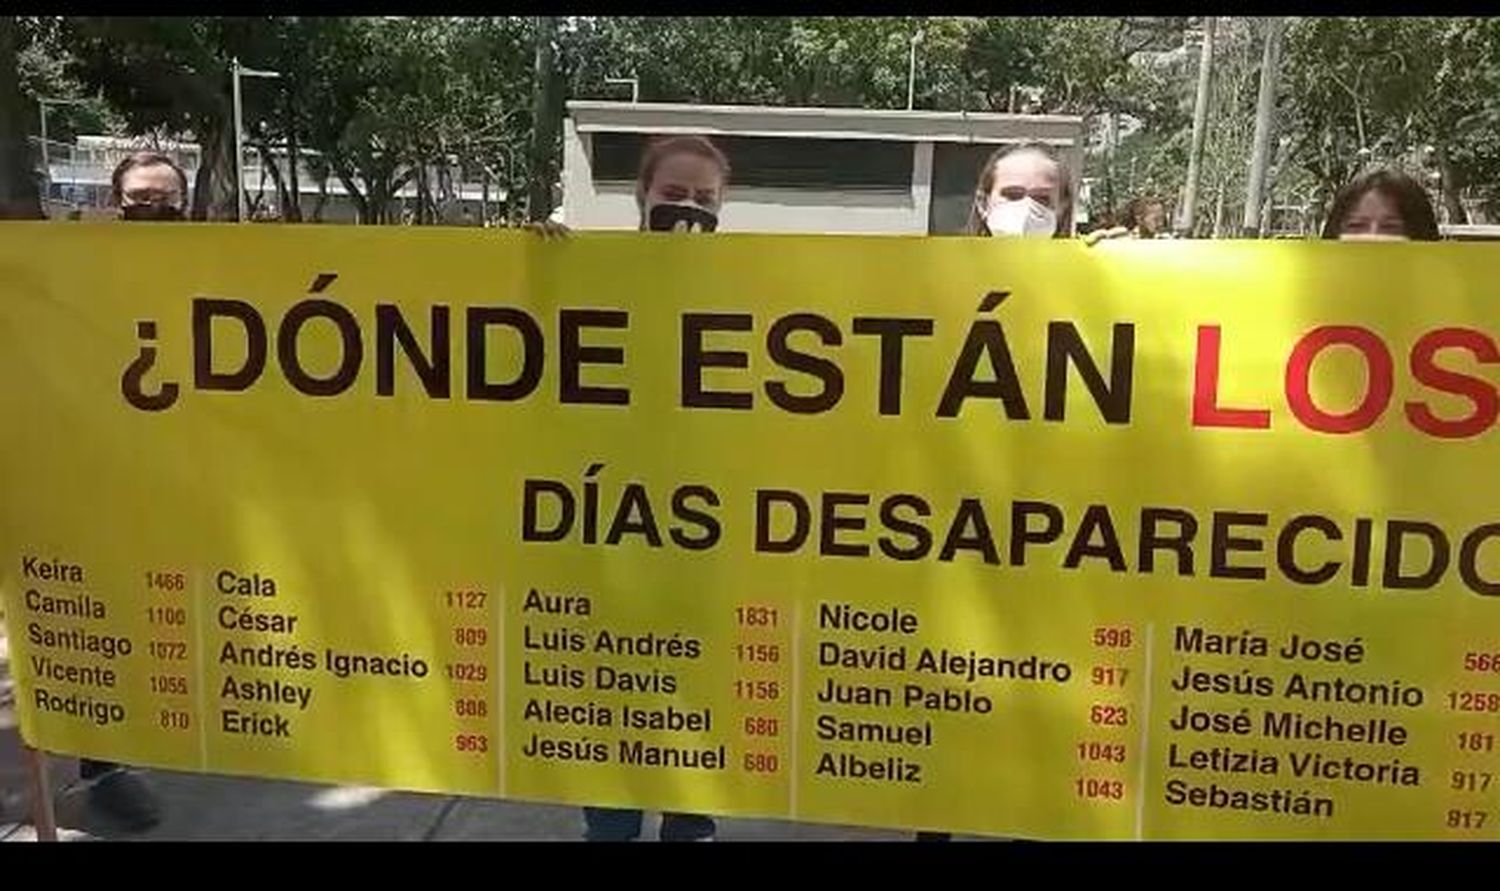 ¿DÓNDE ESTÁN LOS
DÍAS DESAPARECIDO
Keira 1466
Camila 1100
Santiago 1072
Vicente 1055
Rodrigo 810
Cala 1127
César 809
Andrés Ignacio 1029
Ashley 808
Erick 963
Aura 1831
Luis Andrés 1156
Luis Davis 1156
Alecia Isabel 680
Jesús Manuel 680
Nicole 598
David Alejandro 917
Juan Pablo 623
Samuel 1043
Albeliz 1043
María José 566
Jesús Antonio 1258
José Michelle 181
Letizia Victoria 917
Sebastián 817